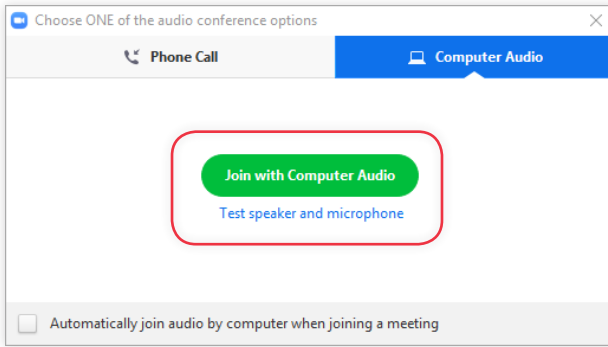 Choose ONE of the audio conference options
Phone Call
Computer Audio
Join with Computer Audio
Test speaker and microphone
Automatically join audio by computer when joining a meeting